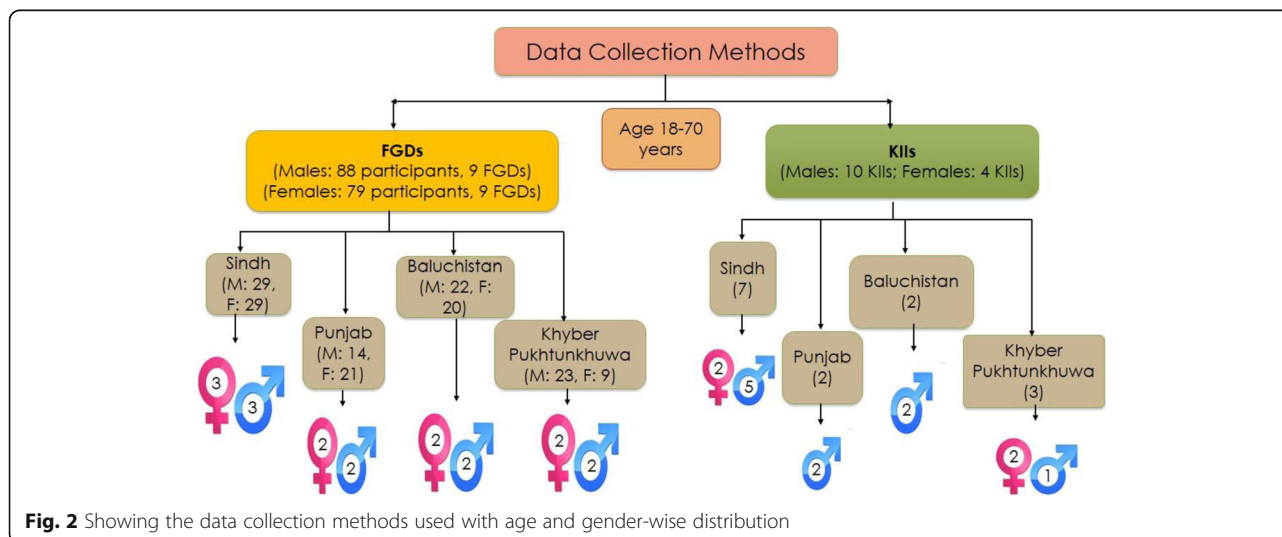 Data Collection Methods
Age 18-70
years
FGDs
(Males: 88 participants, 9 FGDs)
(Females: 79 participants, 9 FGDs)
KIIs
(Males: 10 KIIs; Females: 4 KIIs)
Sindh
(M: 29,
F: 29)
Punjab
(M: 14,
F: 21)
Baluchistan
(M: 22, F:
20)
Khyber
Pukhtunkhuwa
(M: 23, F: 9)
Sindh
(7)
Punjab
(2)
Baluchistan
(2)
Khyber
Pukhtunkhuwa
(3)
3
3
2
2
2
2
2
2
2
5
2
2
2
1
Fig. 2 Showing the data collection methods used with age and gender-wise distribution